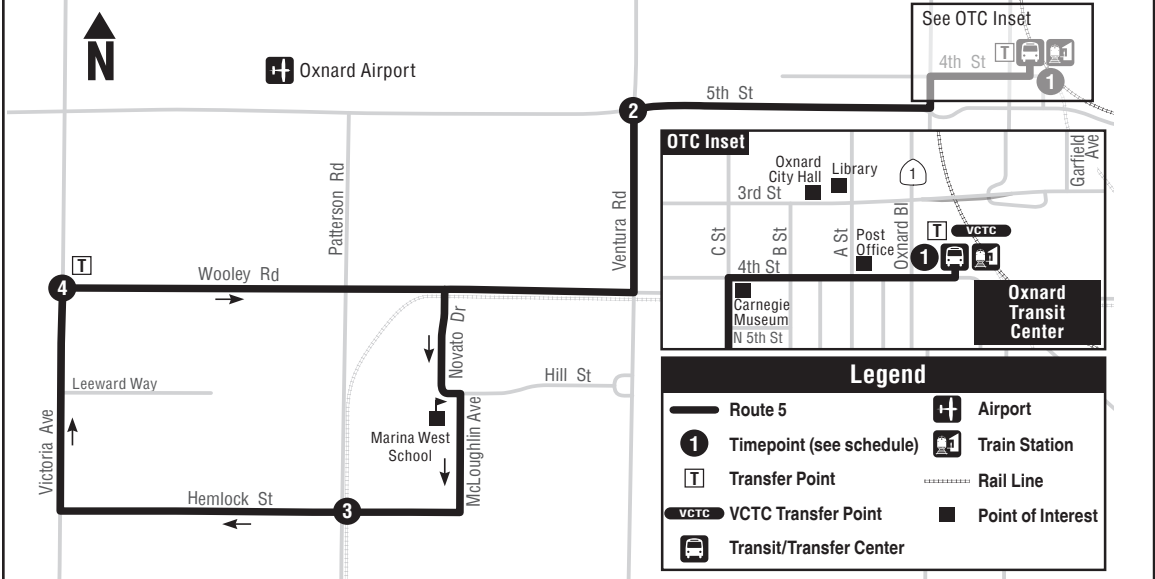 N
Oxnard Airport
See OTC Inset
T
4th St
1
5th St
2
OTC Inset
Oxnard
City Hall
Library
1
3rd St
Garfield
Ave
C St
B St
A St
Oxnard Bl
Post
Office
T
VCTC
1
4th St
Carnegie
Museum
N 5th St
Oxnard
Transit
Center
Patterson Rd
Ventura Rd
T
4
Wooley Rd
Novato Dr
Leeward Way
Hill St
Victoria Ave
Marina West
School
McLoughlin Ave
Hemlock St
3
Legend
Route 5
Airport
1
Timepoint (see schedule)
Train Station
T
Transfer Point
Rail Line
VCTC
VCTC Transfer Point
Point of Interest
Transit/Transfer Center